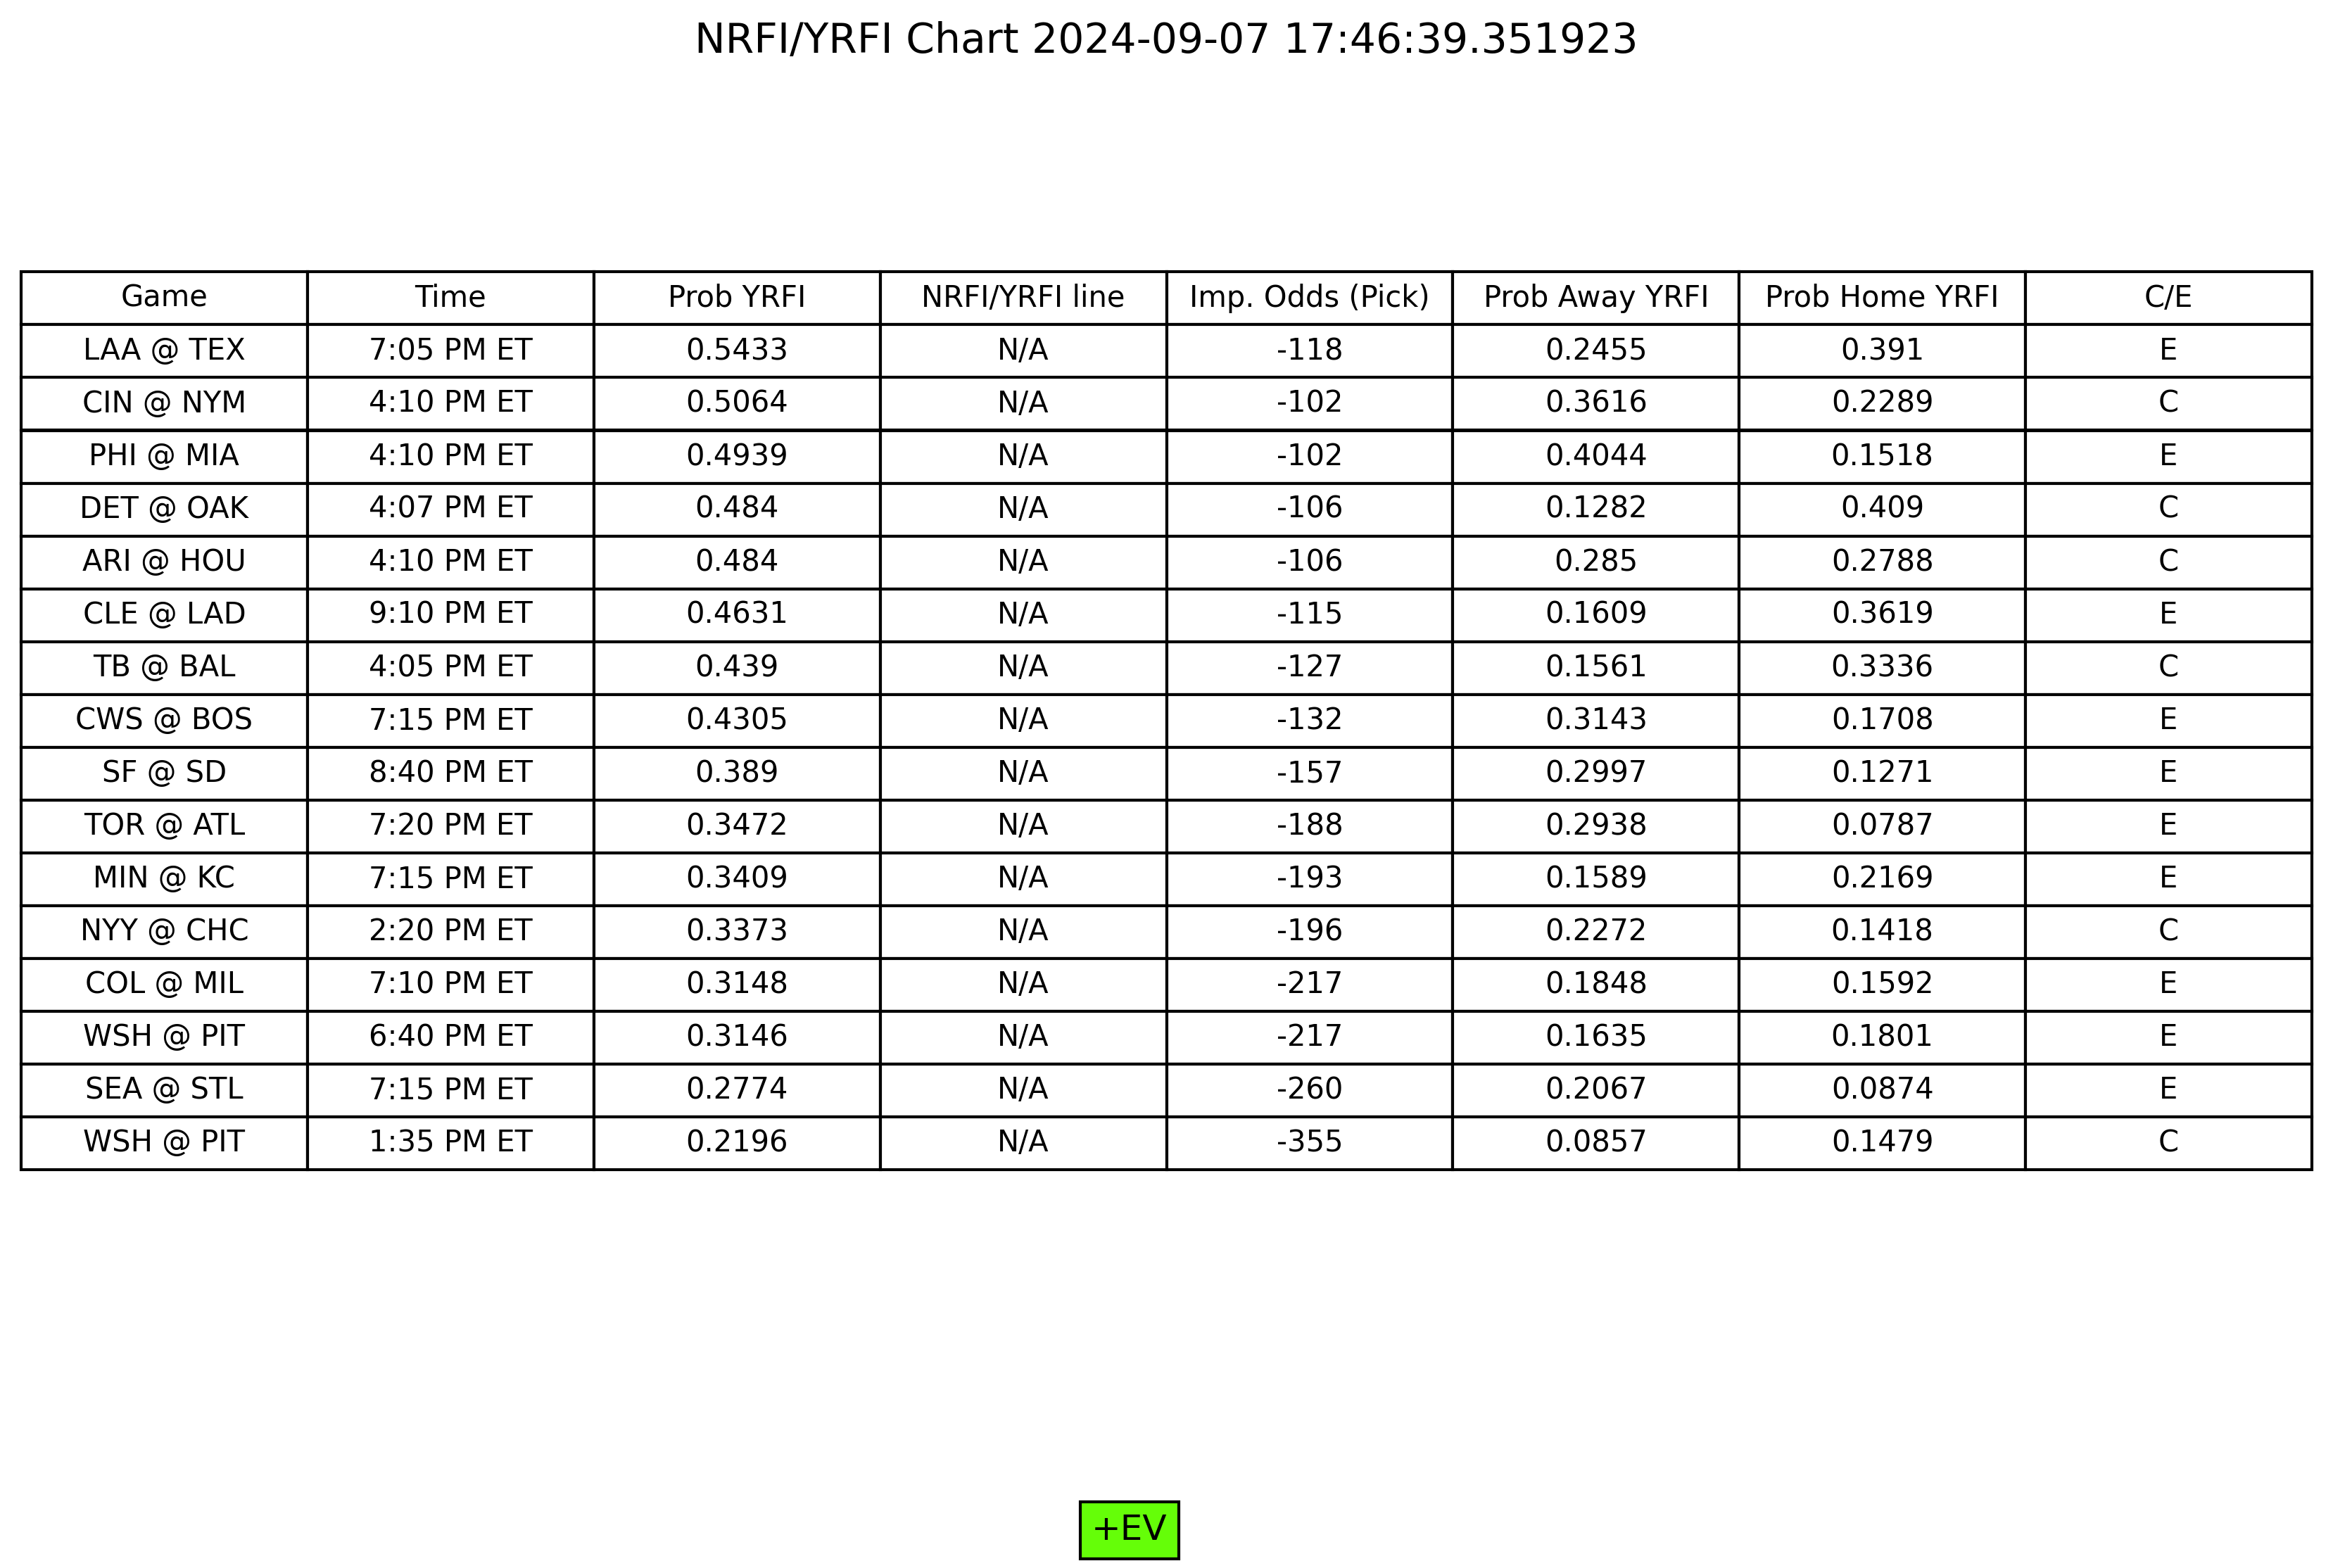 NRFI/YRFI Chart 2024-09-07 17:46:39.351923
Game Time Prob YRFI NRFI/YRFI line Imp. Odds (Pick) Prob Away YRFI Prob Home YRFI C/E
LAA @ TEX 7:05 PM ET 0.5433 N/A -118 0.2455 0.391 E
CIN @ NYM 4:10 PM ET 0.5064 N/A -102 0.3616 0.2289 C
PHI @ MIA 4:10 PM ET 0.4939 N/A -102 0.4044 0.1518 E
DET @ OAK 4:07 PM ET 0.484 N/A -106 0.1282 0.409 C
ARI @ HOU 4:10 PM ET 0.484 N/A -106 0.285 0.2788 C
CLE @ LAD 9:10 PM ET 0.4631 N/A -115 0.1609 0.3619 E
TB @ BAL 4:05 PM ET 0.439 N/A -127 0.1561 0.3336 C
CWS @ BOS 7:15 PM ET 0.4305 N/A -132 0.3143 0.1708 E
SF @ SD 8:40 PM ET 0.389 N/A -157 0.2997 0.1271 E
TOR @ ATL 7:20 PM ET 0.3472 N/A -188 0.2938 0.0787 E
MIN @ KC 7:15 PM ET 0.3409 N/A -193 0.1589 0.2169 E
NYY @ CHC 2:20 PM ET 0.3373 N/A -196 0.2272 0.1418 C
COL @ MIL 7:10 PM ET 0.3148 N/A -217 0.1848 0.1592 E
WSH @ PIT 6:40 PM ET 0.3146 N/A -217 0.1635 0.1801 E
SEA @ STL 7:15 PM ET 0.2774 N/A -260 0.2067 0.0874 E
WSH @ PIT 1:35 PM ET 0.2196 N/A -355 0.0857 0.1479 C
+EV